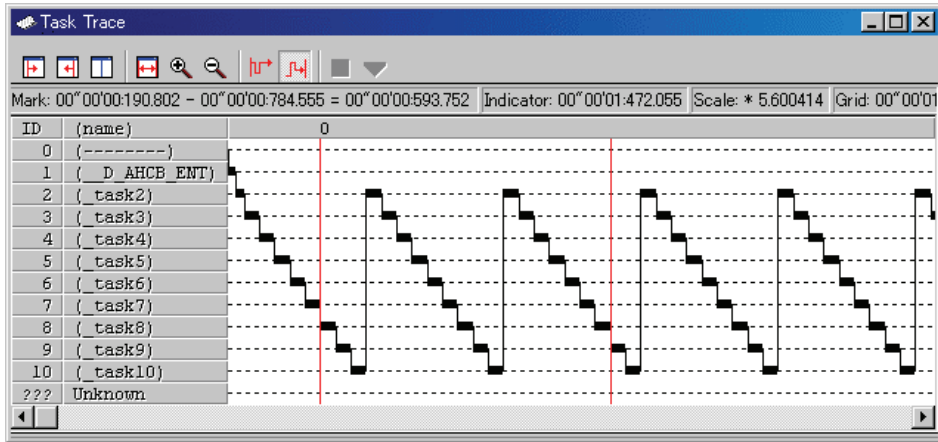 Task Trace
Mark: 00"00'00:190.802 - 00"00'00:784.555 = 00"00'00:593.752 Indicator: 00"00'01:472.055 Scale: * 5.600414 Grid: 00"00'01
ID (name) 0
0 (--------)
1 (__D_AHCB_ENT)
2 (_task2)
3 (_task3)
4 (_task4)
5 (_task5)
6 (_task6)
7 (_task7)
8 (_task8)
9 (_task9)
10 (_task10)
??? Unknown